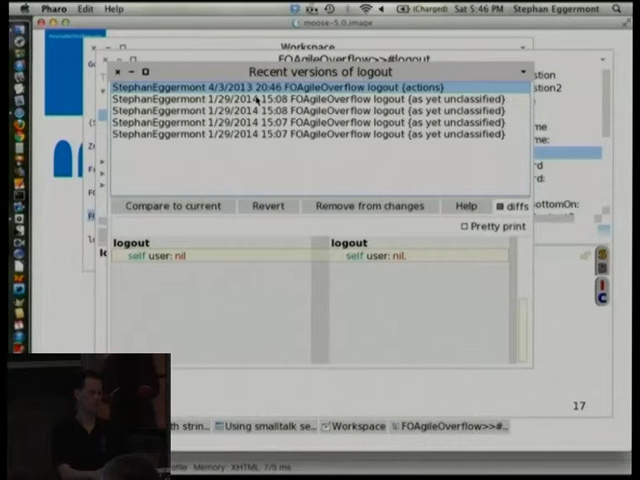 Pharo Edit Help (Charged) Sat 5:46 PM Stephan Eggermont
moose-5.0.image
Workspace
FOAgileOverflow>>#logout
Recent versions of logout
StephanEggermont 4/3/2013 20:46 FOAgileOverflow logout {actions}
StephanEggermont 1/29/2014 15:08 FOAgileOverflow logout {as yet unclassified}
StephanEggermont 1/29/2014 15:08 FOAgileOverflow logout {as yet unclassified}
StephanEggermont 1/29/2014 15:07 FOAgileOverflow logout {as yet unclassified}
StephanEggermont 1/29/2014 15:07 FOAgileOverflow logout {as yet unclassified}
Compare to current Revert Remove from changes Help diffs
Pretty print
logout logout
self user: nil self user: nil.
17
th strin... Using smalltalk se... Workspace FOAgileOverflow>>#...
Memory XHTML 7/5 ms